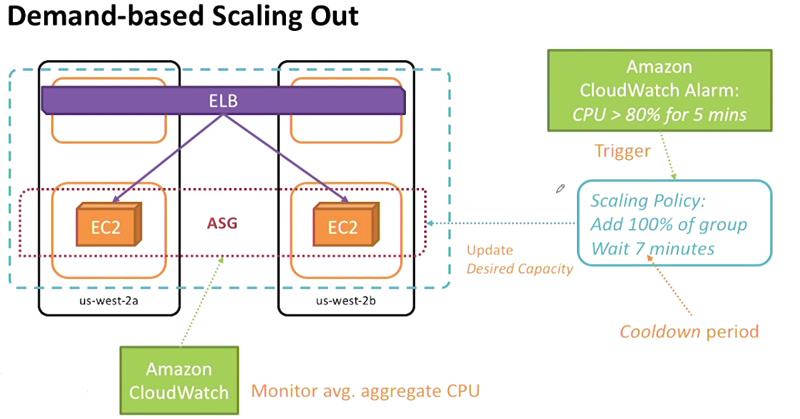 Demand-based Scaling Out
ELB
Amazon
CloudWatch Alarm:
CPU > 80% for 5 mins
Trigger
Scaling Policy:
Add 100% of group
Wait 7 minutes
EC2
ASG
EC2
Update
Desired Capacity
us-west-2a
us-west-2b
Cooldown period
Amazon
CloudWatch
Monitor avg. aggregate CPU